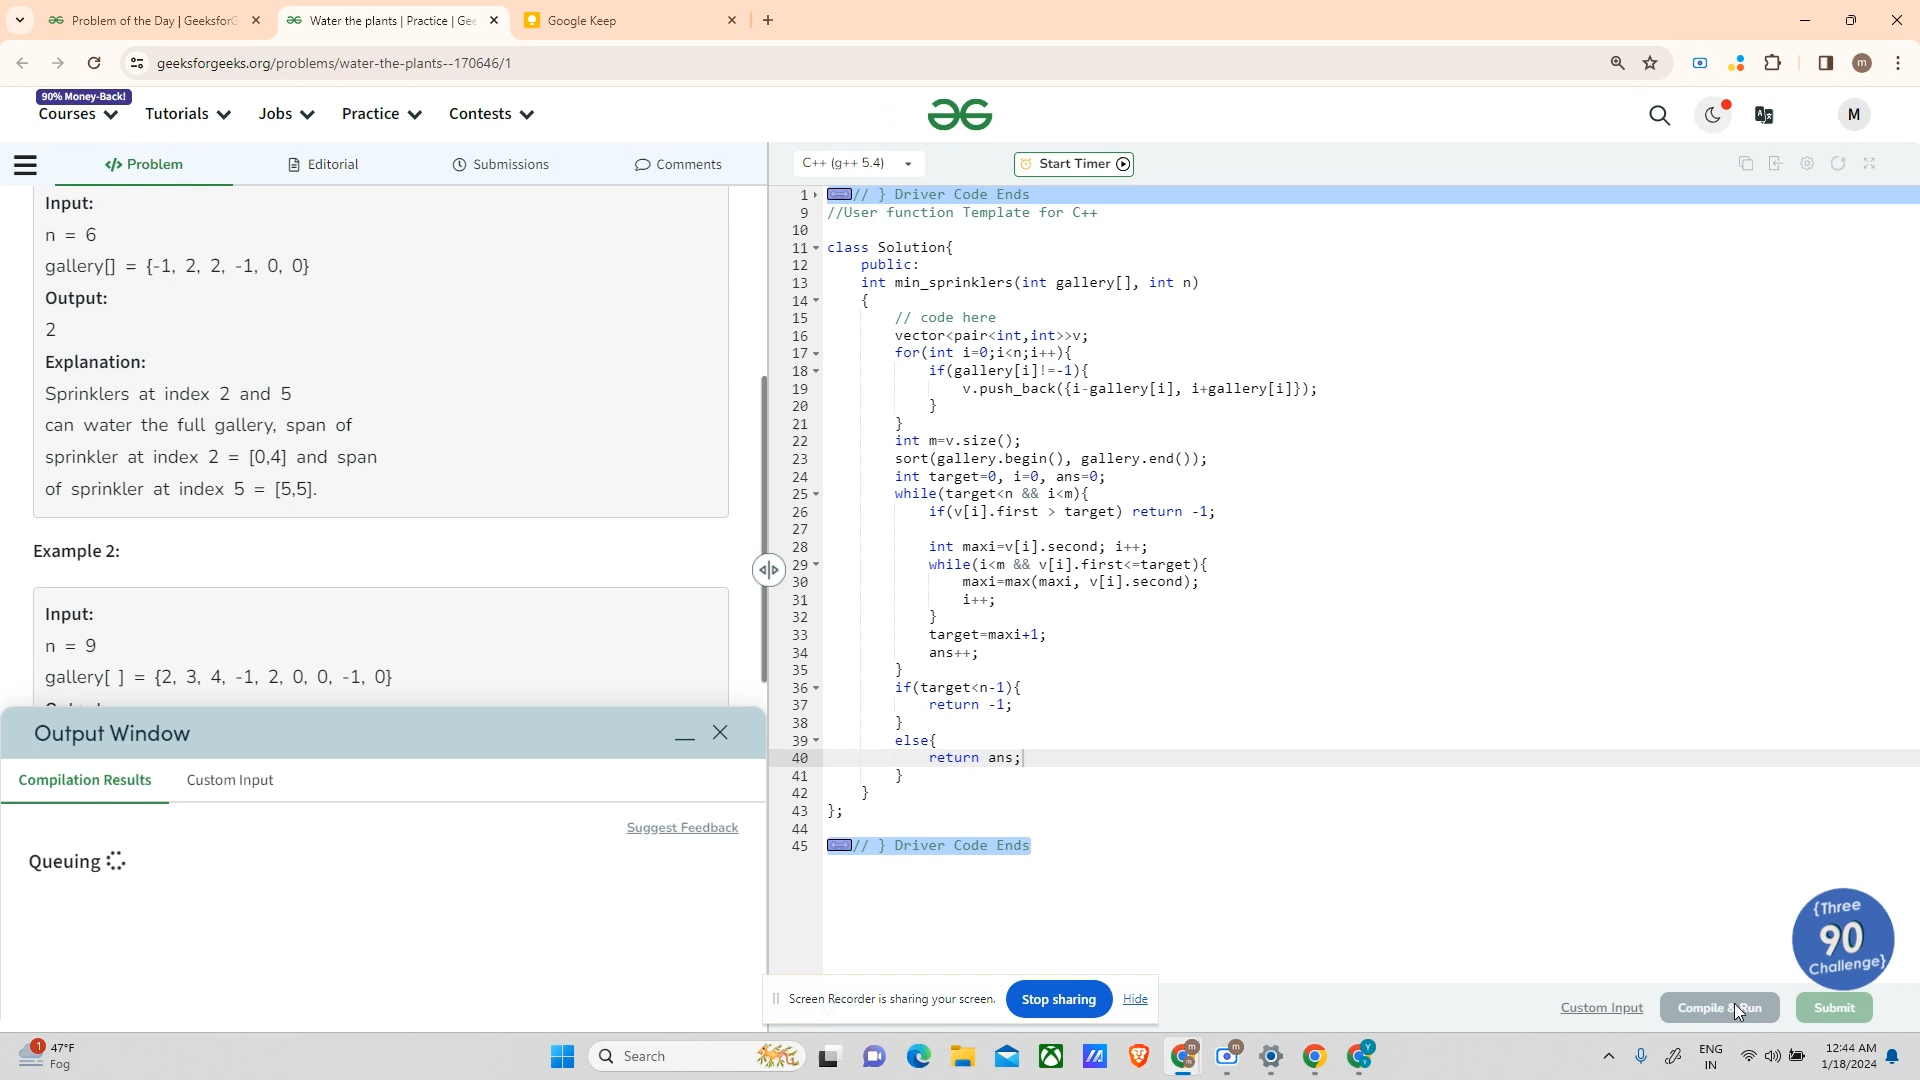 Problem of the Day | GeeksforG
Water the plants | Practice | Gee
Google Keep
geeksforgeeks.org/problems/water-the-plants--170646/1
90% Money-Back!
Courses
Tutorials
Jobs
Practice
Contests
M
Problem
Editorial
Submissions
Comments
C++ (g++ 5.4)
Start Timer
Input:
n = 6
gallery[] = {-1, 2, 2, -1, 0, 0}
Output:
2
Explanation:
Sprinklers at index 2 and 5
can water the full gallery, span of
sprinkler at index 2 = [0,4] and span
of sprinkler at index 5 = [5,5].
Example 2:
Input:
n = 9
gallery[ ] = {2, 3, 4, -1, 2, 0, 0, -1, 0}
Output Window
Compilation Results
Custom Input
Suggest Feedback
Queuing
1 // } Driver Code Ends
9 //User function Template for C++
10
11 class Solution{
12 public:
13 int min_sprinklers(int gallery[], int n)
14 {
15 // code here
16 vector<pair<int,int>>v;
17 for(int i=0;i<n;i++){
18 if(gallery[i]!=-1){
19 v.push_back({i-gallery[i], i+gallery[i]});
20 }
21 }
22 int m=v.size();
23 sort(gallery.begin(), gallery.end());
24 int target=0, i=0, ans=0;
25 while(target<n && i<m){
26 if(v[i].first > target) return -1;
27
28 int maxi=v[i].second; i++;
29 while(i<m && v[i].first<=target){
30 maxi=max(maxi, v[i].second);
31 i++;
32 }
33 target=maxi+1;
34 ans++;
35 }
36 if(target<n-1){
37 return -1;
38 }
39 else{
40 return ans;
41 }
42 }
43 };
44
45 // } Driver Code Ends
{Three
90
Challenge}
Screen Recorder is sharing your screen.
Stop sharing
Hide
Custom Input
Compile & Run
Submit
1
47°F
Fog
Search
ENG
IN
12:44 AM
1/18/2024